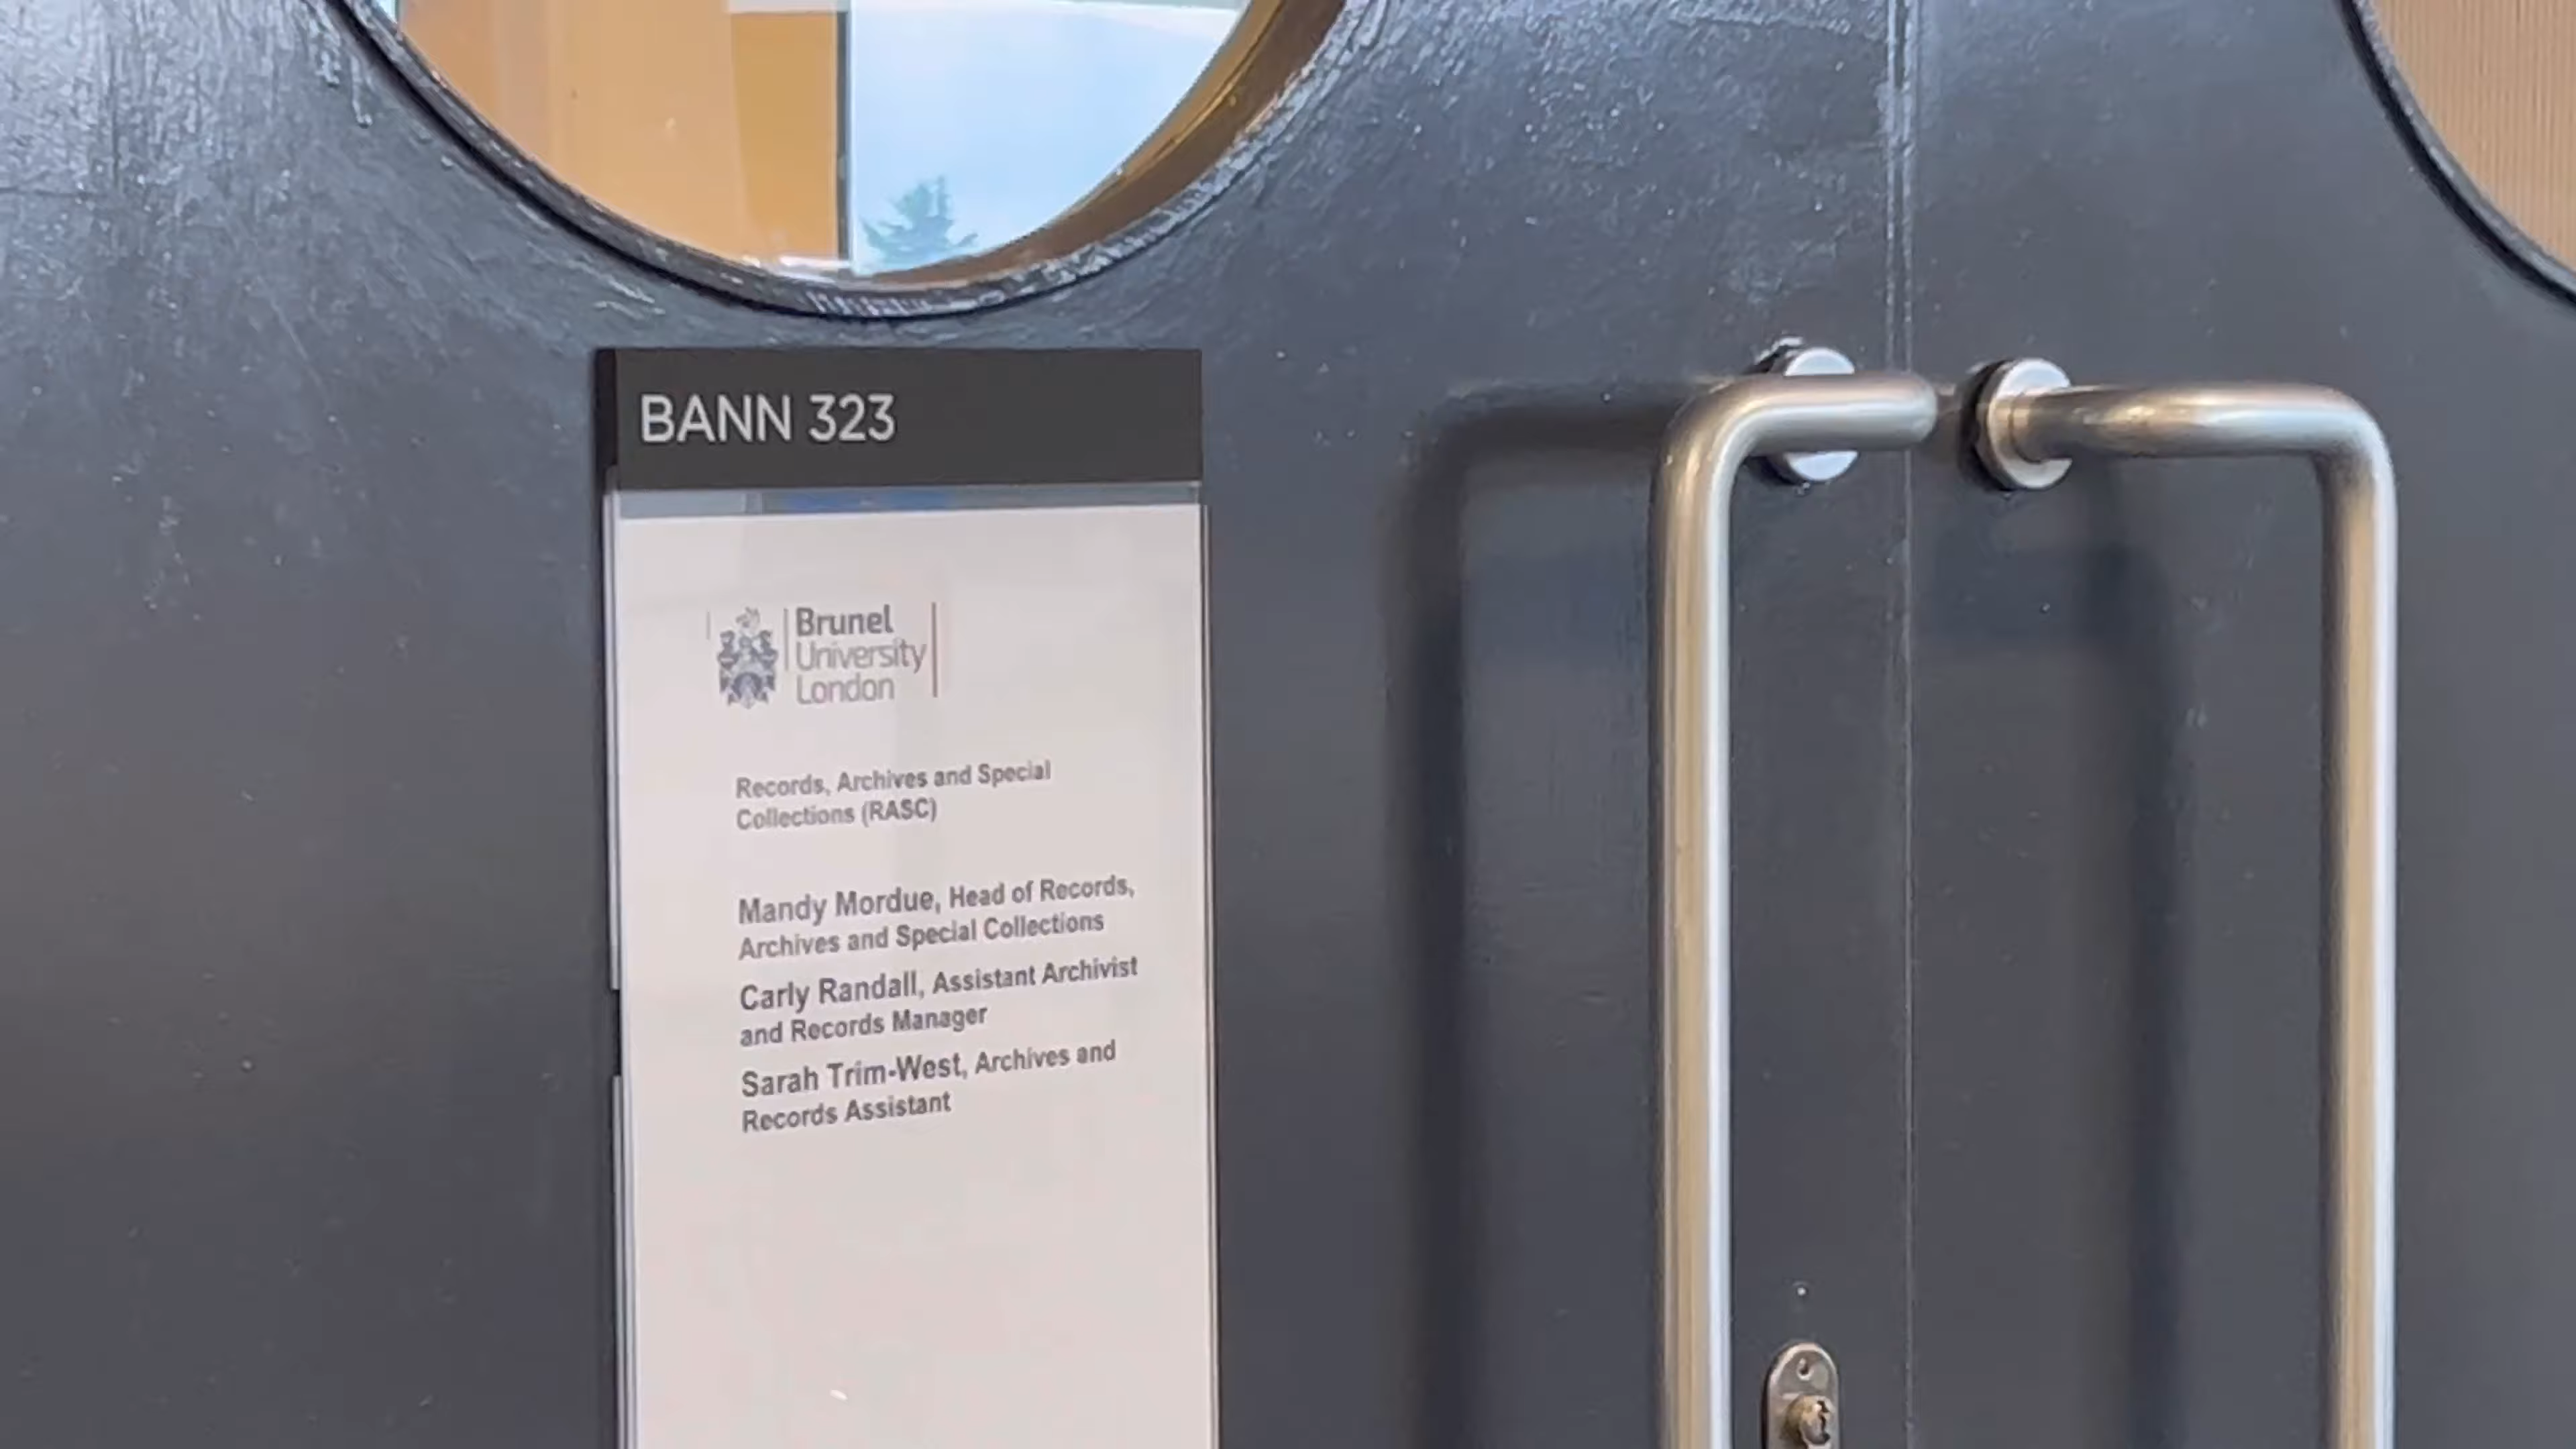 BANN 323
Brunel
University
London
Records, Archives and Special
Collections (RASC)
Mandy Mordue, Head of Records,
Archives and Special Collections
Carly Randall, Assistant Archivist
and Records Manager
Sarah Trim-West, Archives and
Records Assistant